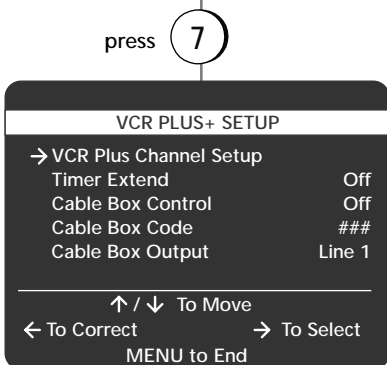 press 7
VCR PLUS+ SETUP
→ VCR Plus Channel Setup
Timer Extend Off
Cable Box Control Off
Cable Box Code ###
Cable Box Output Line 1
↑ / ↓ To Move
← To Correct → To Select
MENU to End